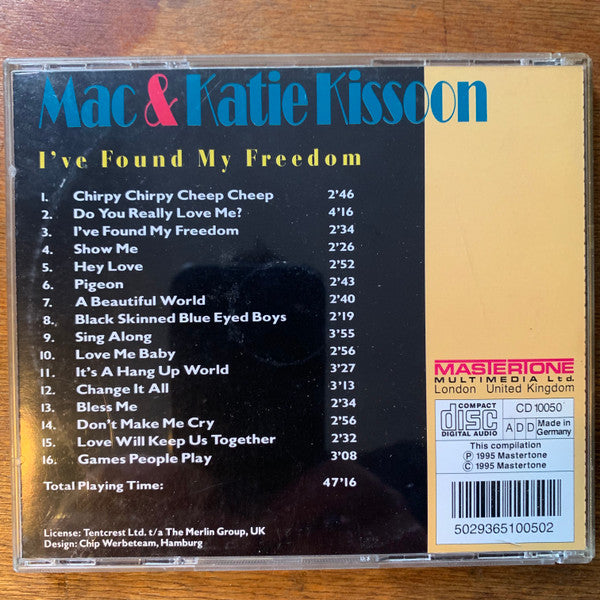 Mac & Katie Kissoon
I've Found My Freedom
1. Chirpy Chirpy Cheep Cheep 2'46
2. Do You Really Love Me? 4'16
3. I've Found My Freedom 2'34
4. Show Me 2'26
5. Hey Love 2'52
6. Pigeon 2'43
7. A Beautiful World 2'40
8. Black Skinned Blue Eyed Boys 2'19
9. Sing Along 3'55
10. Love Me Baby 2'56
11. It's A Hang Up World 3'27
12. Change It All 3'13
13. Bless Me 2'34
14. Don't Make Me Cry 2'56
15. Love Will Keep Us Together 2'32
16. Games People Play 3'08
Total Playing Time: 47'16
License: Tentcrest Ltd. t/a The Merlin Group, UK
Design: Chip Werbeteam, Hamburg
MASTERTONE
MULTIMEDIA Ltd.
London United Kingdom
COMPACT
disc
DIGITAL AUDIO
CD 10050
ADD
Made in
Germany
This compilation
℗ 1995 Mastertone
© 1995 Mastertone
5029365100502